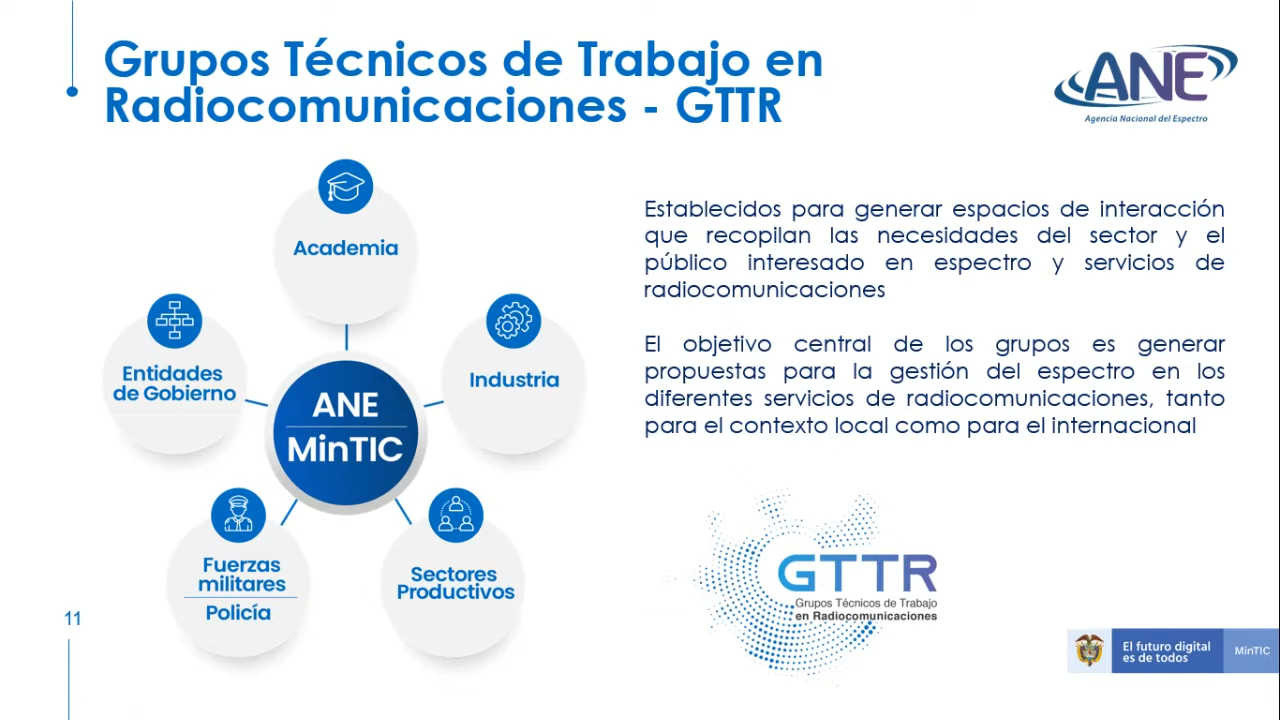 Grupos Técnicos de Trabajo en
Radiocomunicaciones - GTTR
ANE
Agencia Nacional del Espectro
Academia
Entidades
de Gobierno
Industria
ANE
MinTIC
Fuerzas
militares
Policía
Sectores
Productivos
Establecidos para generar espacios de interacción
que recopilan las necesidades del sector y el
público interesado en espectro y servicios de
radiocomunicaciones
El objetivo central de los grupos es generar
propuestas para la gestión del espectro en los
diferentes servicios de radiocomunicaciones, tanto
para el contexto local como para el internacional
GTTR
Grupos Técnicos de Trabajo
en Radiocomunicaciones
11
El futuro digital
es de todos
MinTIC